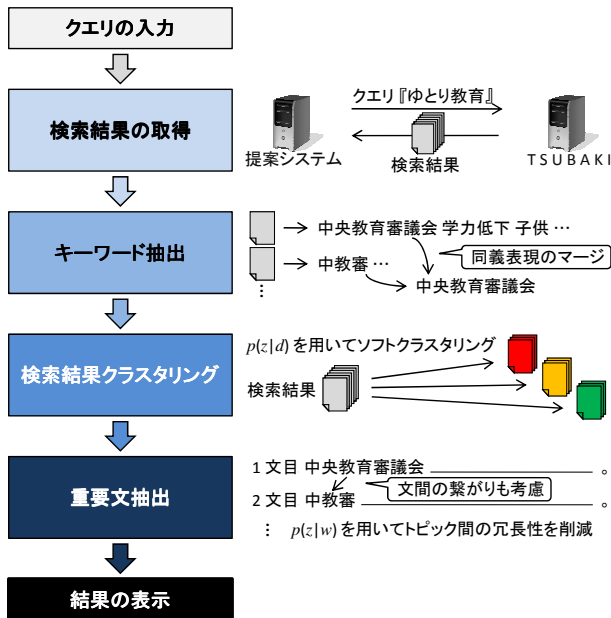 クエリの入力
検索結果の取得
クエリ『ゆとり教育』
提案システム
検索結果
TSUBAKI
キーワード抽出
中央教育審議会 学力低下 子供 …
同義表現のマージ
中教審 …
⋮
中央教育審議会
検索結果クラスタリング
p(z|d) を用いてソフトクラスタリング
検索結果
重要文抽出
1 文目 中央教育審議会 。
文間の繋がりも考慮
2 文目 中教審 。
⋮ p(z|w) を用いてトピック間の冗長性を削減
結果の表示